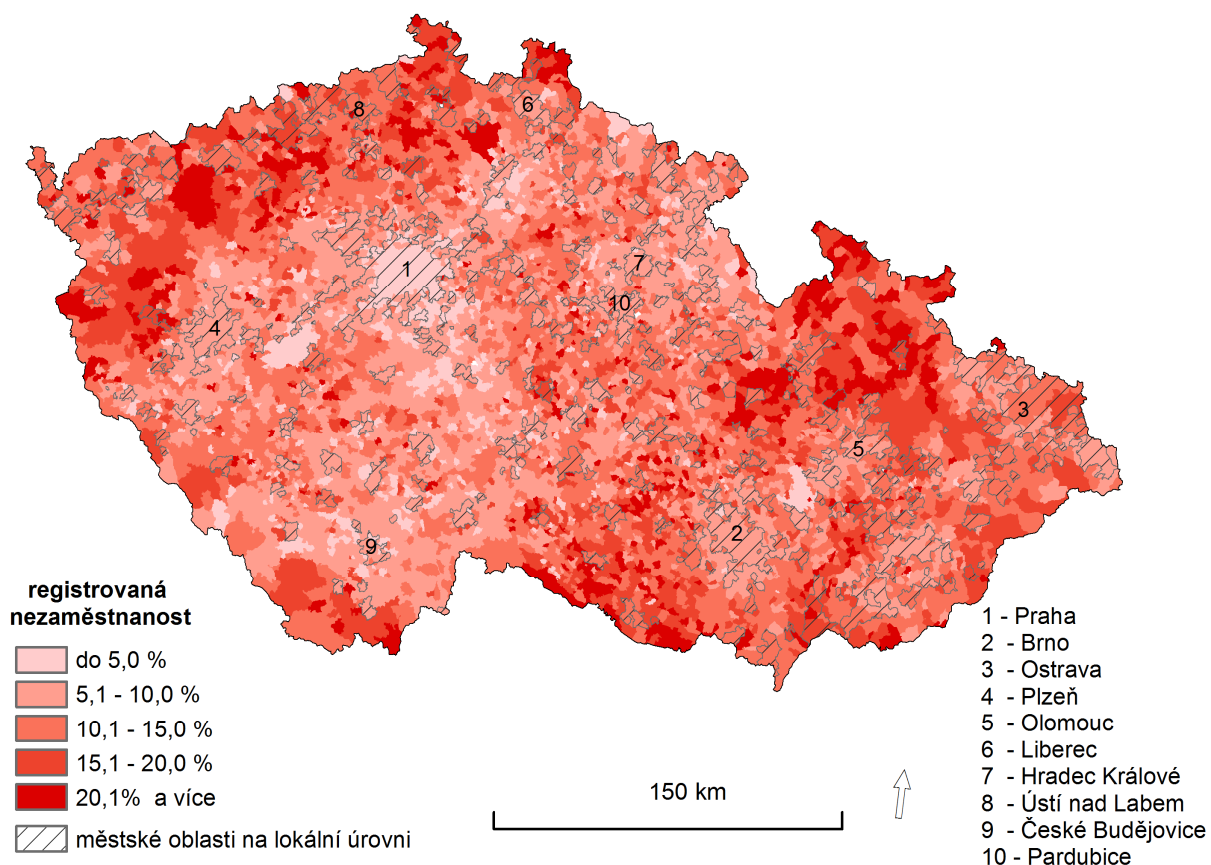 8
6
1
7
10
4
3
5
2
9
registrovaná
nezaměstnanost
do 5,0 %
5,1 - 10,0 %
10,1 - 15,0 %
15,1 - 20,0 %
20,1% a více
městské oblasti na lokální úrovni
150 km
1 - Praha
2 - Brno
3 - Ostrava
4 - Plzeň
5 - Olomouc
6 - Liberec
7 - Hradec Králové
8 - Ústí nad Labem
9 - České Budějovice
10 - Pardubice